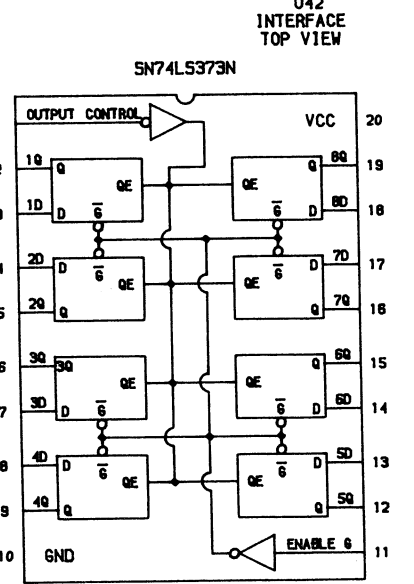 U42
INTERFACE
TOP VIEW
SN74LS373N
OUTPUT CONTROL
VCC 20
1Q Q QE QE Q 8Q 19
1D D G G D 8D 18
2D D G G D 7D 17
2Q Q QE QE Q 7Q 16
3Q 3Q QE QE Q 6Q 15
3D D G G D 6D 14
4D D G G D 5D 13
4Q Q QE QE Q 5Q 12
10 GND ENABLE G 11